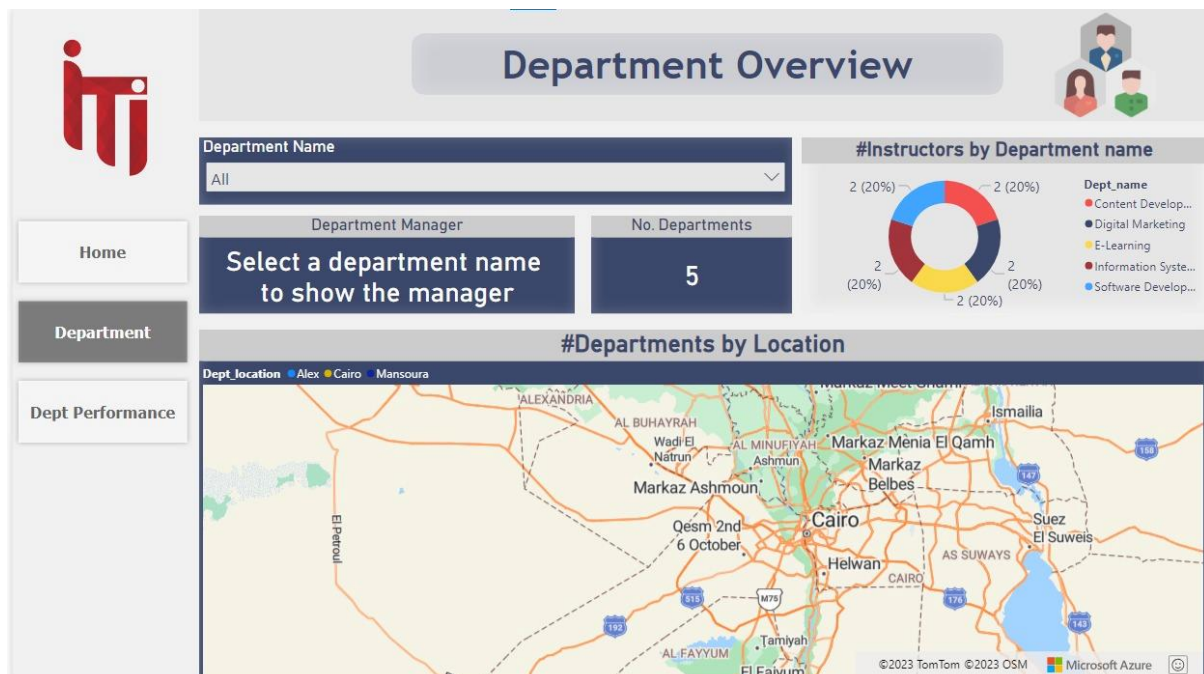 iTi
Department Overview
Department Name
All
#Instructors by Department name
2 (20%)
2 (20%)
2
(20%)
2
(20%)
2 (20%)
Dept_name
Content Develop...
Digital Marketing
E-Learning
Information Syste...
Software Develop...
Department Manager
Select a department name
to show the manager
No. Departments
5
Home
Department
Dept Performance
#Departments by Location
Dept_location Alex Cairo Mansoura
ALEXANDRIA
AL BUHAYRAH
Wadi El
Natrun
AL MINUFIYAH
Ashmun
Markaz Ashmoun
Markaz Menia El Qamh
Markaz
Belbes
Ismailia
158
147
El Petroul
Qesm 2nd
6 October
Cairo
Helwan
CAIRO
AS SUWAYS
Suez
El Suweis
515
M75
192
176
143
Tamiyah
AL FAYYUM
El Faiyum
©2023 TomTom ©2023 OSM
Microsoft Azure